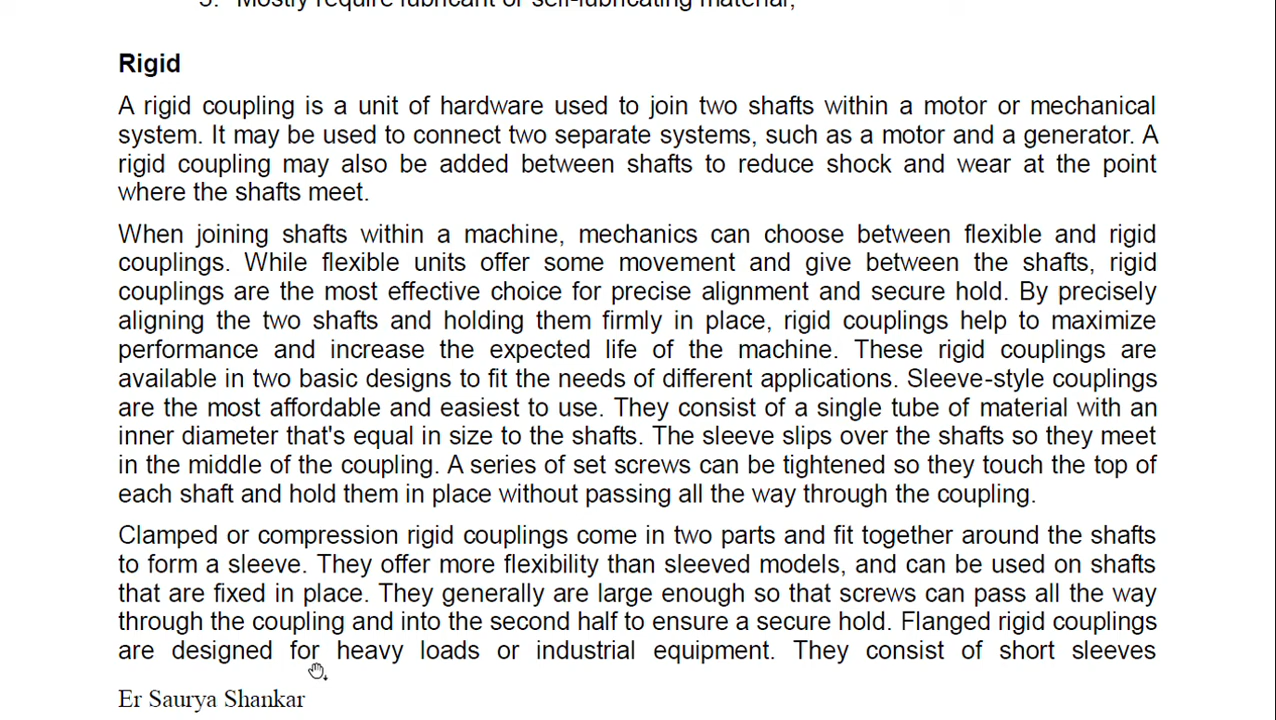 3. Mostly require lubricant or self-lubricating material;
Rigid
A rigid coupling is a unit of hardware used to join two shafts within a motor or mechanical
system. It may be used to connect two separate systems, such as a motor and a generator. A
rigid coupling may also be added between shafts to reduce shock and wear at the point
where the shafts meet.
When joining shafts within a machine, mechanics can choose between flexible and rigid
couplings. While flexible units offer some movement and give between the shafts, rigid
couplings are the most effective choice for precise alignment and secure hold. By precisely
aligning the two shafts and holding them firmly in place, rigid couplings help to maximize
performance and increase the expected life of the machine. These rigid couplings are
available in two basic designs to fit the needs of different applications. Sleeve-style couplings
are the most affordable and easiest to use. They consist of a single tube of material with an
inner diameter that's equal in size to the shafts. The sleeve slips over the shafts so they meet
in the middle of the coupling. A series of set screws can be tightened so they touch the top of
each shaft and hold them in place without passing all the way through the coupling.
Clamped or compression rigid couplings come in two parts and fit together around the shafts
to form a sleeve. They offer more flexibility than sleeved models, and can be used on shafts
that are fixed in place. They generally are large enough so that screws can pass all the way
through the coupling and into the second half to ensure a secure hold. Flanged rigid couplings
are designed for heavy loads or industrial equipment. They consist of short sleeves
Er Saurya Shankar